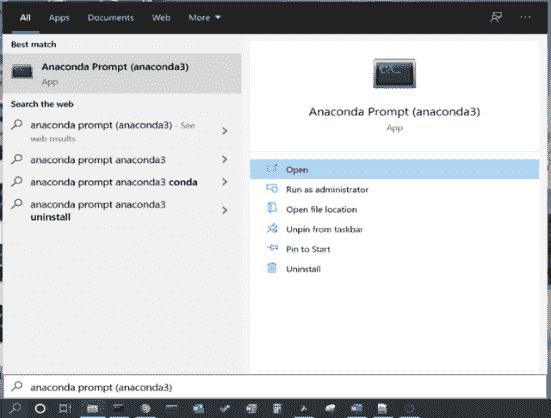 All Apps Documents Web More
Best match
Anaconda Prompt (anaconda3)
App
Search the web
anaconda prompt (anaconda3) - See
web results
anaconda prompt anaconda3
anaconda prompt anaconda3 conda
anaconda prompt anaconda3
uninstall
Anaconda Prompt (anaconda3)
App
Open
Run as administrator
Open file location
Unpin from taskbar
Pin to Start
Uninstall
anaconda prompt (anaconda3)